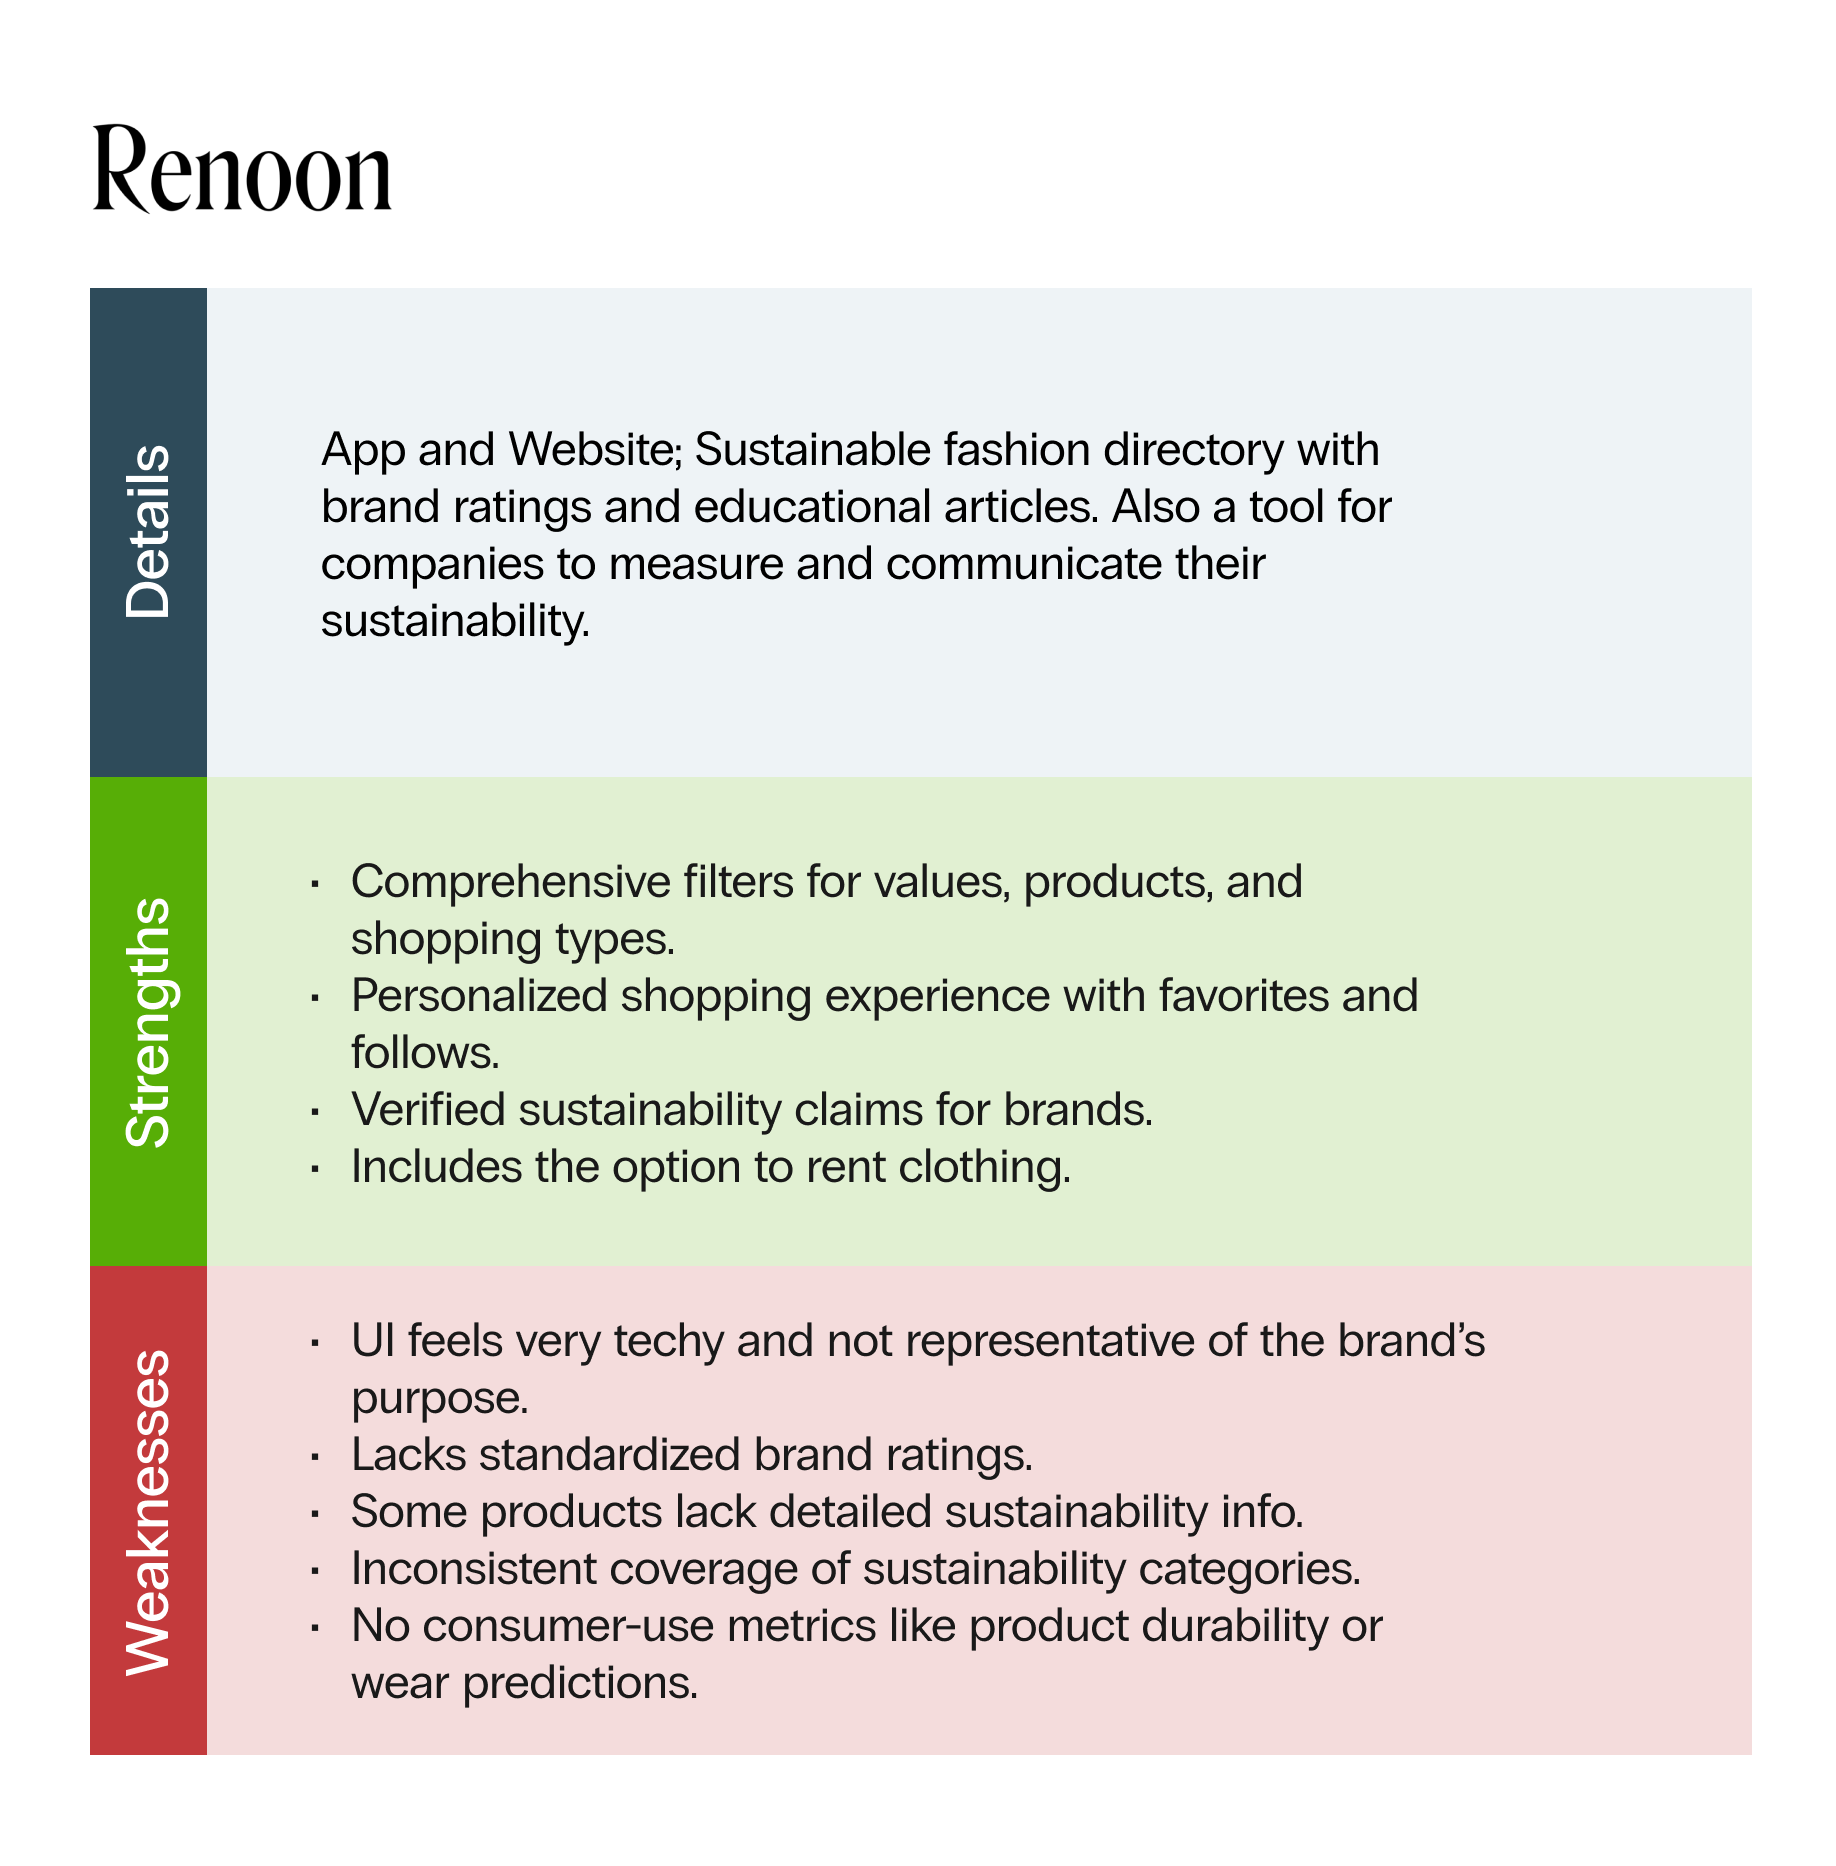 Renoon
Details
App and Website; Sustainable fashion directory with
brand ratings and educational articles. Also a tool for
companies to measure and communicate their
sustainability.
Strengths
· Comprehensive filters for values, products, and
shopping types.
· Personalized shopping experience with favorites and
follows.
· Verified sustainability claims for brands.
· Includes the option to rent clothing.
Weaknesses
· UI feels very techy and not representative of the brand’s
purpose.
· Lacks standardized brand ratings.
· Some products lack detailed sustainability info.
· Inconsistent coverage of sustainability categories.
· No consumer-use metrics like product durability or
wear predictions.